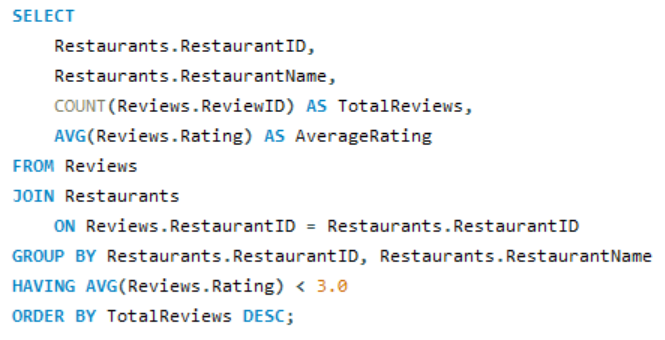 SELECT
    Restaurants.RestaurantID,
    Restaurants.RestaurantName,
    COUNT(Reviews.ReviewID) AS TotalReviews,
    AVG(Reviews.Rating) AS AverageRating
FROM Reviews
JOIN Restaurants
    ON Reviews.RestaurantID = Restaurants.RestaurantID
GROUP BY Restaurants.RestaurantID, Restaurants.RestaurantName
HAVING AVG(Reviews.Rating) < 3.0
ORDER BY TotalReviews DESC;